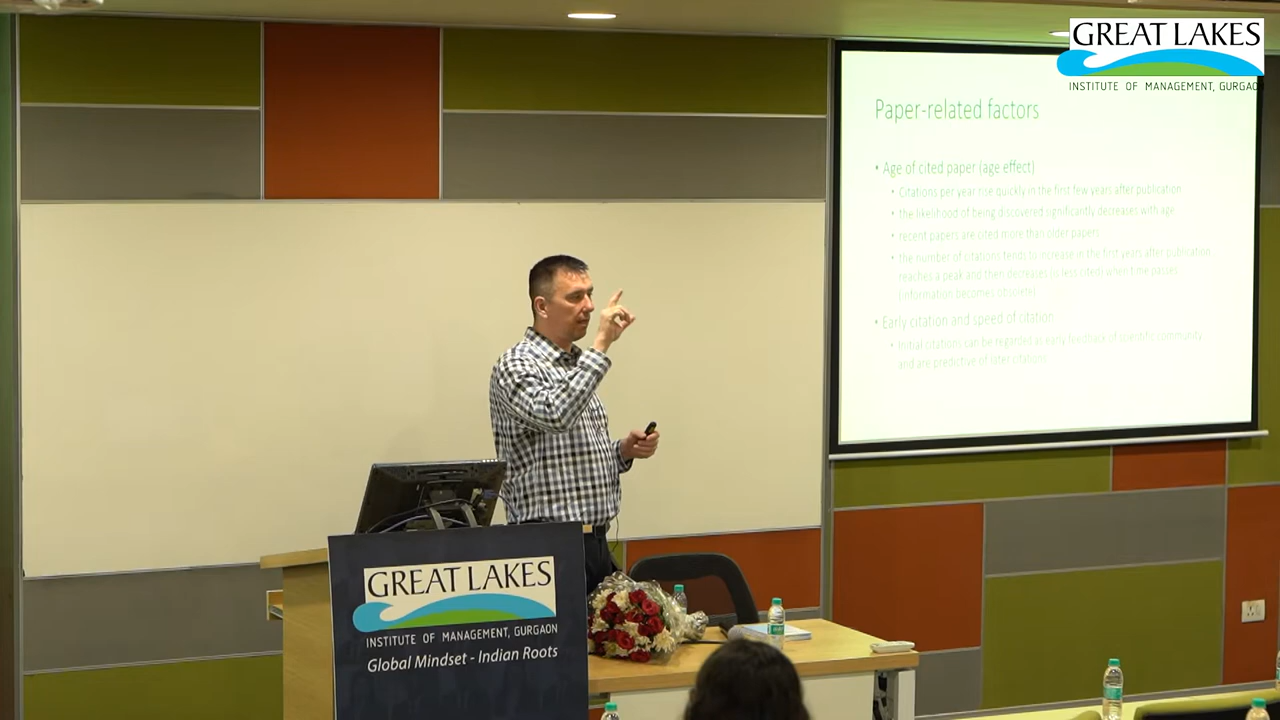 GREAT LAKES
INSTITUTE OF MANAGEMENT, GURGAON
Paper-related factors
• Age of cited paper (age effect)
• Citations per year rise quickly in the first few years after publication
• the likelihood of being discovered significantly decreases with age
• recent papers are cited more than older papers
• the number of citations tends to increase in the first years after publication,
reaches a peak and then decreases (is less cited) when time passes
(information becomes obsolete)
• Early citation and speed of citation
• Initial citations can be regarded as early feedback of scientific community
and are predictive of later citations
GREAT LAKES
INSTITUTE OF MANAGEMENT, GURGAON
Global Mindset - Indian Roots